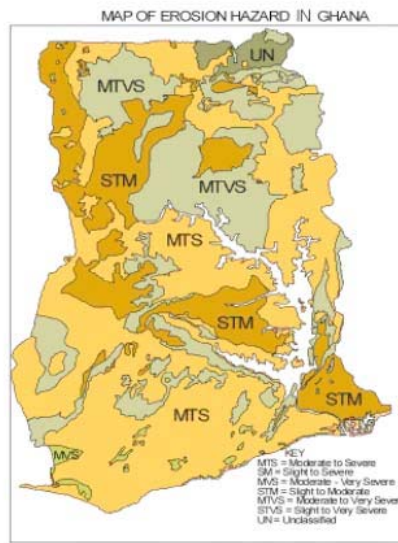 MAP OF EROSION HAZARD IN GHANA
UN
MTVS
STM
MTVS
MTS
STM
STM
MTS
MVS
KEY
MTS = Moderate to Severe
SM = Slight to Severe
MVS = Moderate - Very Severe
STM = Slight to Moderate
MTVS = Moderate to Very Sever
STVS = Slight to Very Severe
UN = Unclassified